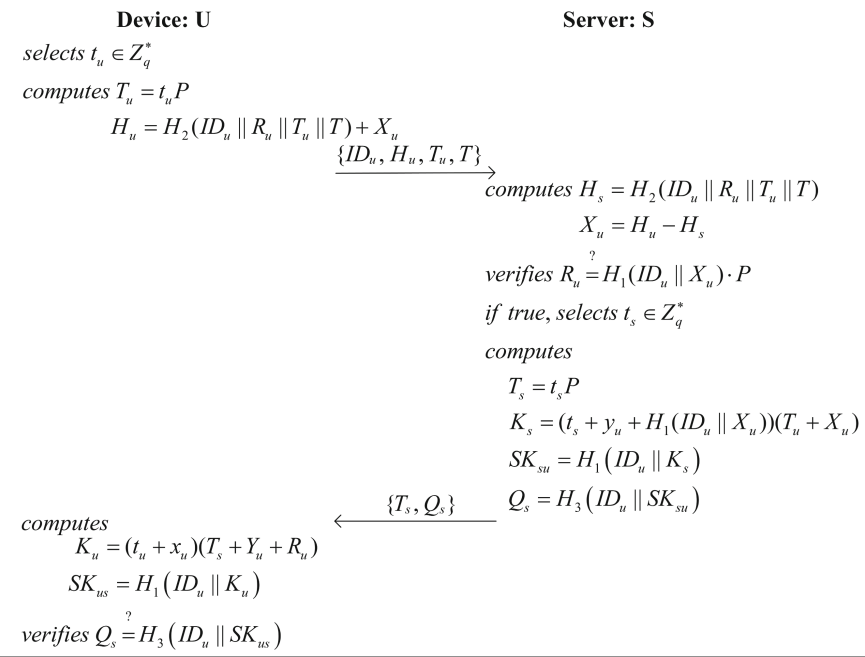 Device: U
selects t_u ∈ Z_q^*
computes T_u = t_u P
H_u = H_2(ID_u || R_u || T_u || T) + X_u
{ID_u, H_u, T_u, T}
Server: S
computes H_s = H_2(ID_u || R_u || T_u || T)
X_u = H_u − H_s
verifies R_u =? H_1(ID_u || X_u) · P
if true, selects t_s ∈ Z_q^*
computes
T_s = t_s P
K_s = (t_s + y_u + H_1(ID_u || X_u))(T_u + X_u)
SK_su = H_1(ID_u || K_s)
Q_s = H_3(ID_u || SK_su)
{T_s, Q_s}
computes
K_u = (t_u + x_u)(T_s + Y_u + R_u)
SK_us = H_1(ID_u || K_u)
verifies Q_s =? H_3(ID_u || SK_us)